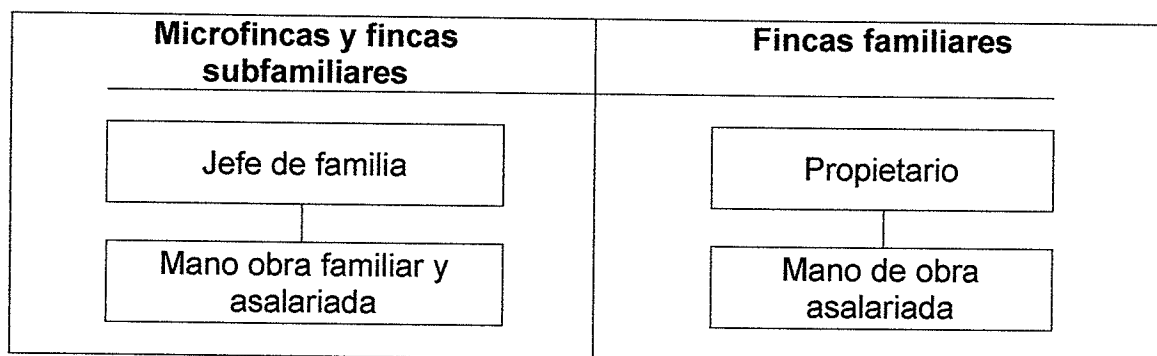 Microfincas y fincas
subfamiliares
Fincas familiares
Jefe de familia
Propietario
Mano obra familiar y
asalariada
Mano de obra
asalariada